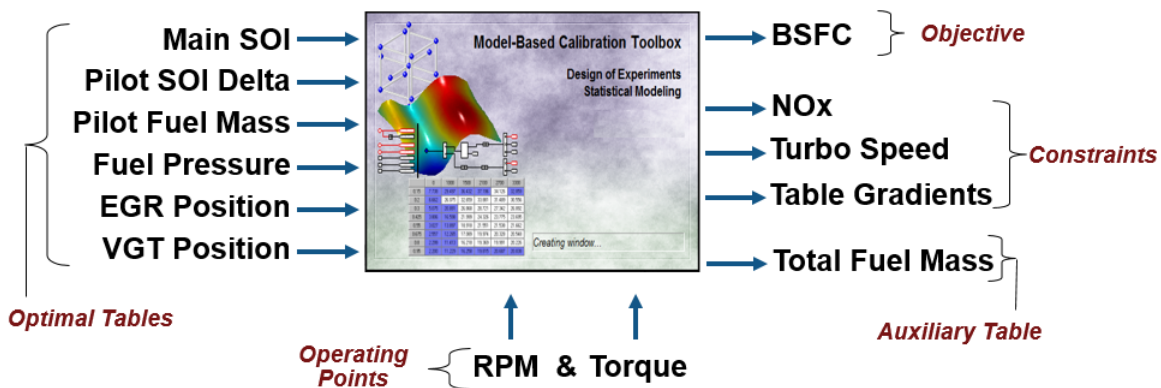 Main SOI
Pilot SOI Delta
Pilot Fuel Mass
Fuel Pressure
EGR Position
VGT Position
Optimal Tables
Model-Based Calibration Toolbox
Design of Experiments
Statistical Modeling
Creating window...
BSFC
Objective
NOx
Turbo Speed
Table Gradients
Constraints
Total Fuel Mass
Auxiliary Table
Operating
Points
RPM & Torque